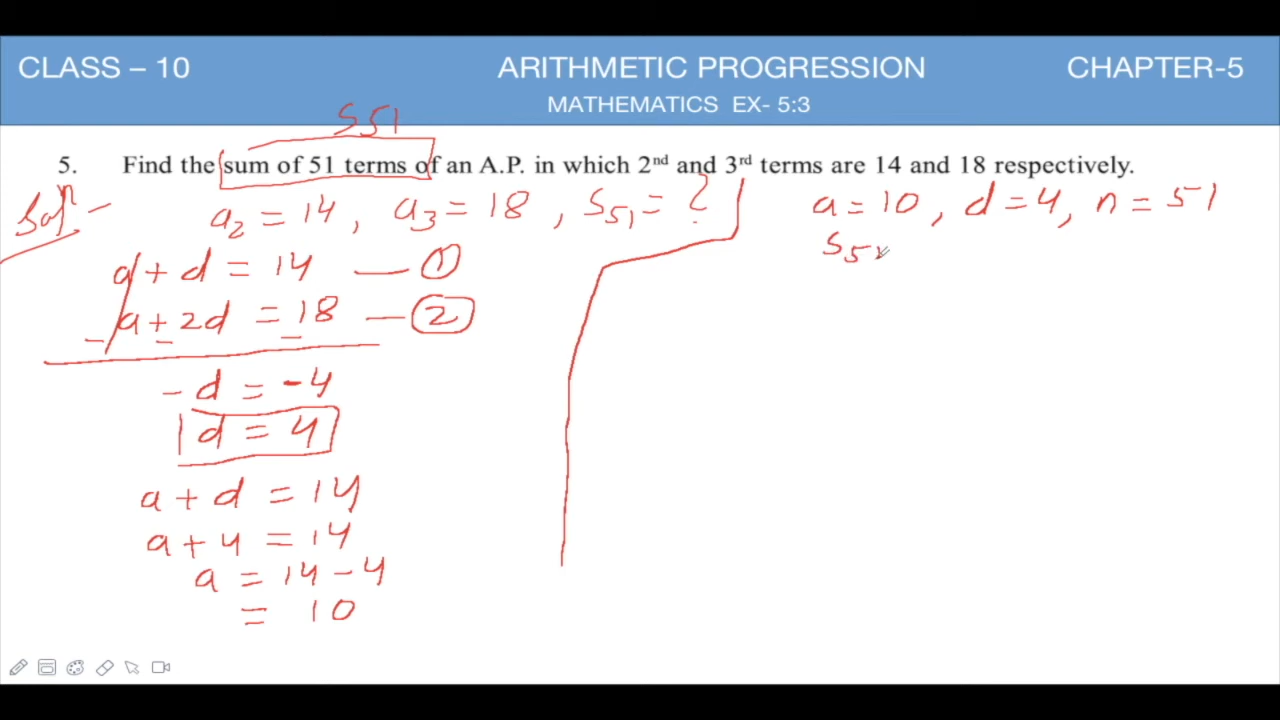 CLASS – 10 ARITHMETIC PROGRESSION CHAPTER-5
MATHEMATICS EX- 5:3
S51
5. Find the sum of 51 terms of an A.P. in which 2nd and 3rd terms are 14 and 18 respectively.
Solⁿ –
a₂ = 14, a₃ = 18, S₅₁ = ?
a + d = 14 — ①
a + 2d = 18 — ②
– – –
- d = -4
d = 4
a + d = 14
a + 4 = 14
a = 14 - 4
= 10
a = 10, d = 4, n = 51
S₅₁